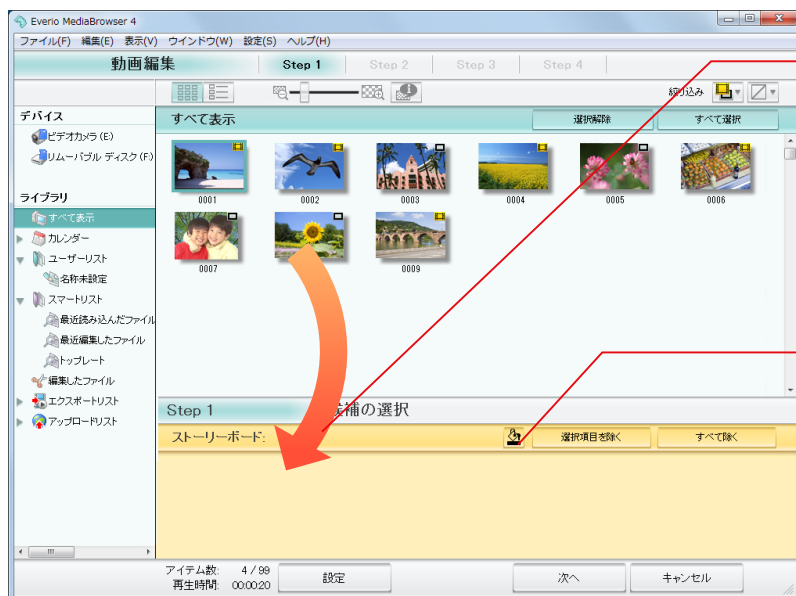 Everio MediaBrowser 4
ファイル(F) 編集(E) 表示(V) ウインドウ(W) 設定(S) ヘルプ(H)
動画編集 Step 1 Step 2 Step 3 Step 4
絞り込み
デバイス
ビデオカメラ (E:)
リムーバブル ディスク (F:)
ライブラリ
すべて表示
カレンダー
ユーザーリスト
名称未設定
スマートリスト
最近読み込んだファイル
最近編集したファイル
トップレート
編集したファイル
エクスポートリスト
アップロードリスト
すべて表示 選択解除 すべて選択
0001 0002 0003 0004 0005 0006
0007 0009
Step 1 候補の選択
ストーリーボード: 選択項目を除く すべて除く
アイテム数: 4 / 99
再生時間: 00:00:20
設定 次へ キャンセル